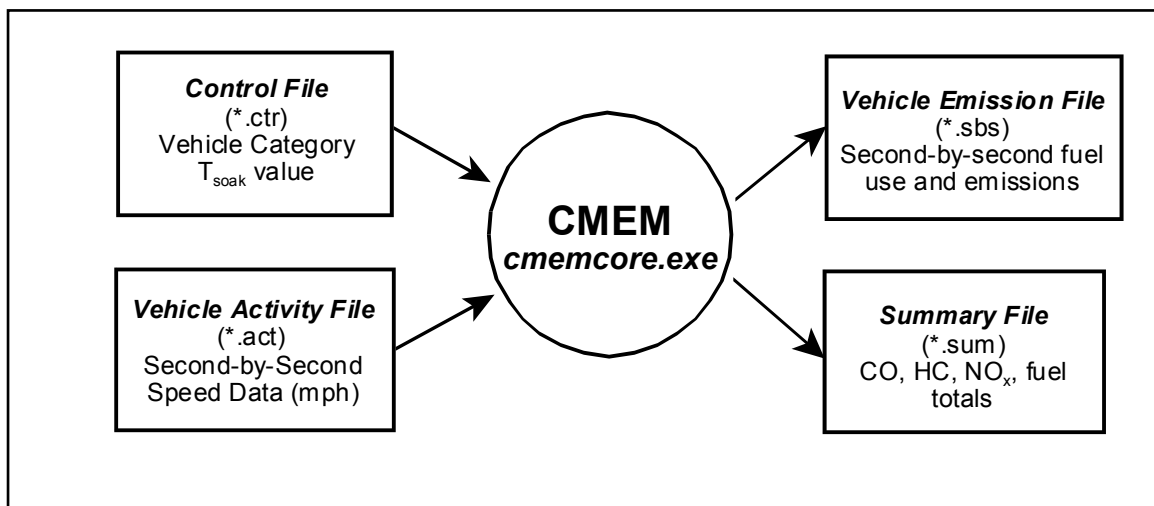 Control File
(*.ctr)
Vehicle Category
Tsoak value
Vehicle Activity File
(*.act)
Second-by-Second
Speed Data (mph)
CMEM
cmemcore.exe
Vehicle Emission File
(*.sbs)
Second-by-second fuel
use and emissions
Summary File
(*.sum)
CO, HC, NOx, fuel
totals